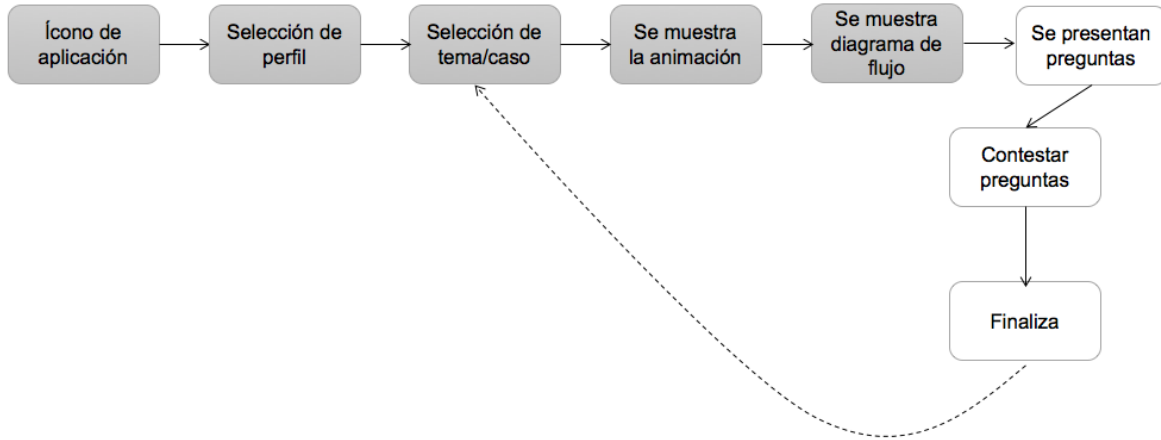 Ícono de
aplicación
Selección de
perfil
Selección de
tema/caso
Se muestra
la animación
Se muestra
diagrama de
flujo
Se presentan
preguntas
Contestar
preguntas
Finaliza